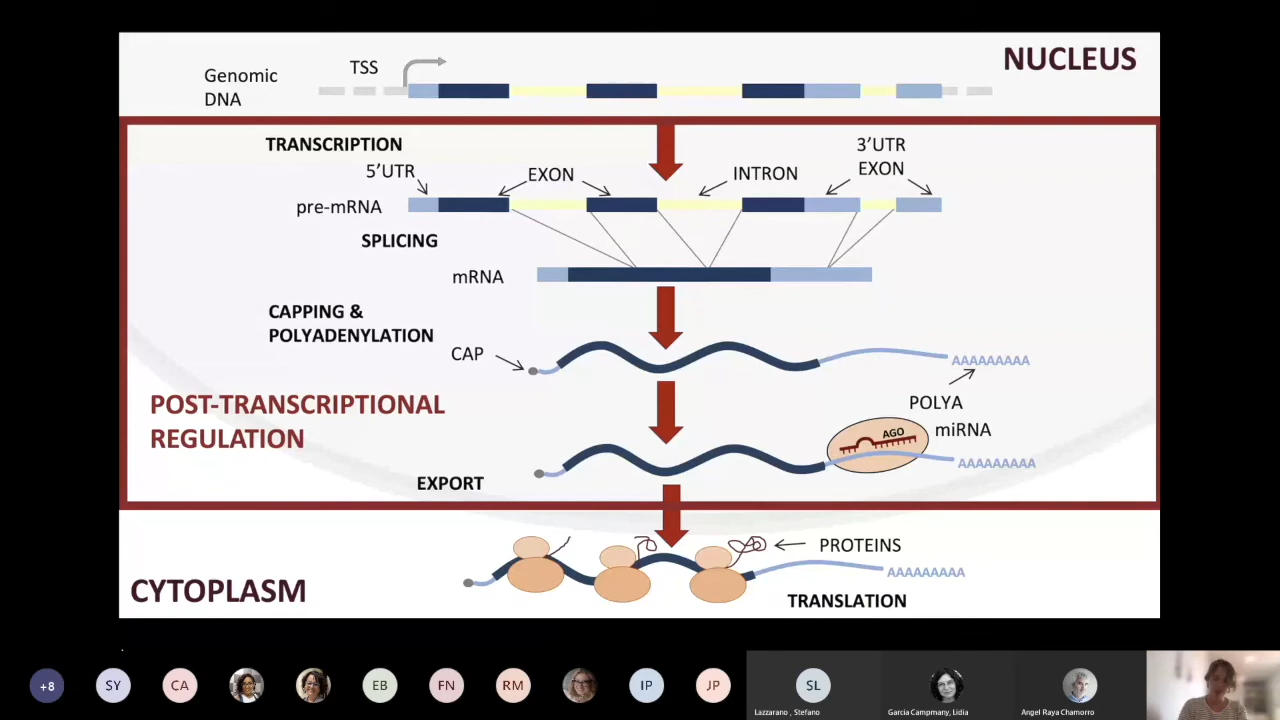 NUCLEUS
TSS
Genomic
DNA
TRANSCRIPTION
5'UTR
EXON
INTRON
3'UTR
EXON
pre-mRNA
SPLICING
mRNA
CAPPING &
POLYADENYLATION
CAP
AAAAAAAAA
POLYA
POST-TRANSCRIPTIONAL
REGULATION
AGO
miRNA
AAAAAAAAA
EXPORT
PROTEINS
AAAAAAAAA
CYTOPLASM
TRANSLATION
+8
SY
CA
EB
FN
RM
IP
JP
SL
Lazzarano , Stefano
Garcia Campmany, Lidia
Angel Raya Chamorro